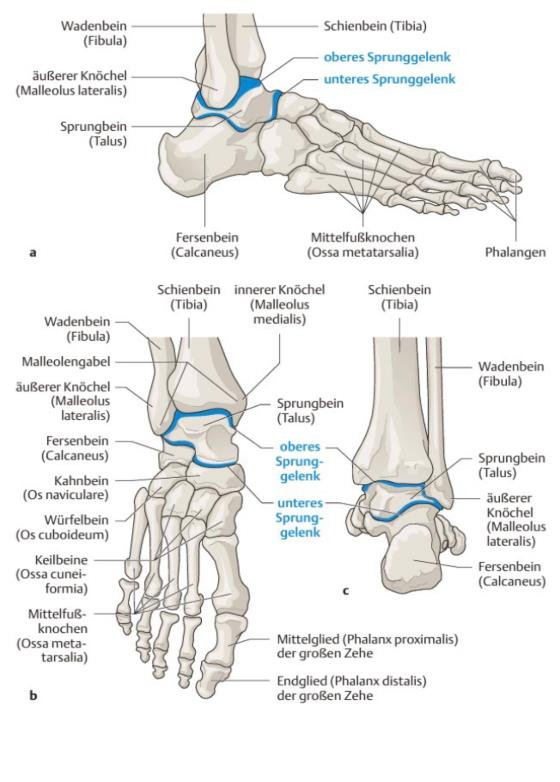 Wadenbein
(Fibula)
Schienbein (Tibia)
oberes Sprunggelenk
äußerer Knöchel
(Malleolus lateralis)
unteres Sprunggelenk
Sprungbein
(Talus)
Fersenbein
(Calcaneus)
Mittelfußknochen
(Ossa metatarsalia)
Phalangen
a
Schienbein
(Tibia)
innerer Knöchel
(Malleolus
medialis)
Schienbein
(Tibia)
Wadenbein
(Fibula)
Malleolengabel
äußerer Knöchel
(Malleolus
lateralis)
Fersenbein
(Calcaneus)
Kahnbein
(Os naviculare)
Würfelbein
(Os cuboideum)
Keilbeine
(Ossa cunei-
formia)
Mittelfuß-
knochen
(Ossa meta-
tarsalia)
Sprungbein
(Talus)
oberes
Sprung-
gelenk
unteres
Sprung-
gelenk
Wadenbein
(Fibula)
Sprungbein
(Talus)
äußerer
Knöchel
(Malleolus
lateralis)
Fersenbein
(Calcaneus)
c
Mittelglied (Phalanx proximalis)
der großen Zehe
Endglied (Phalanx distalis)
der großen Zehe
b